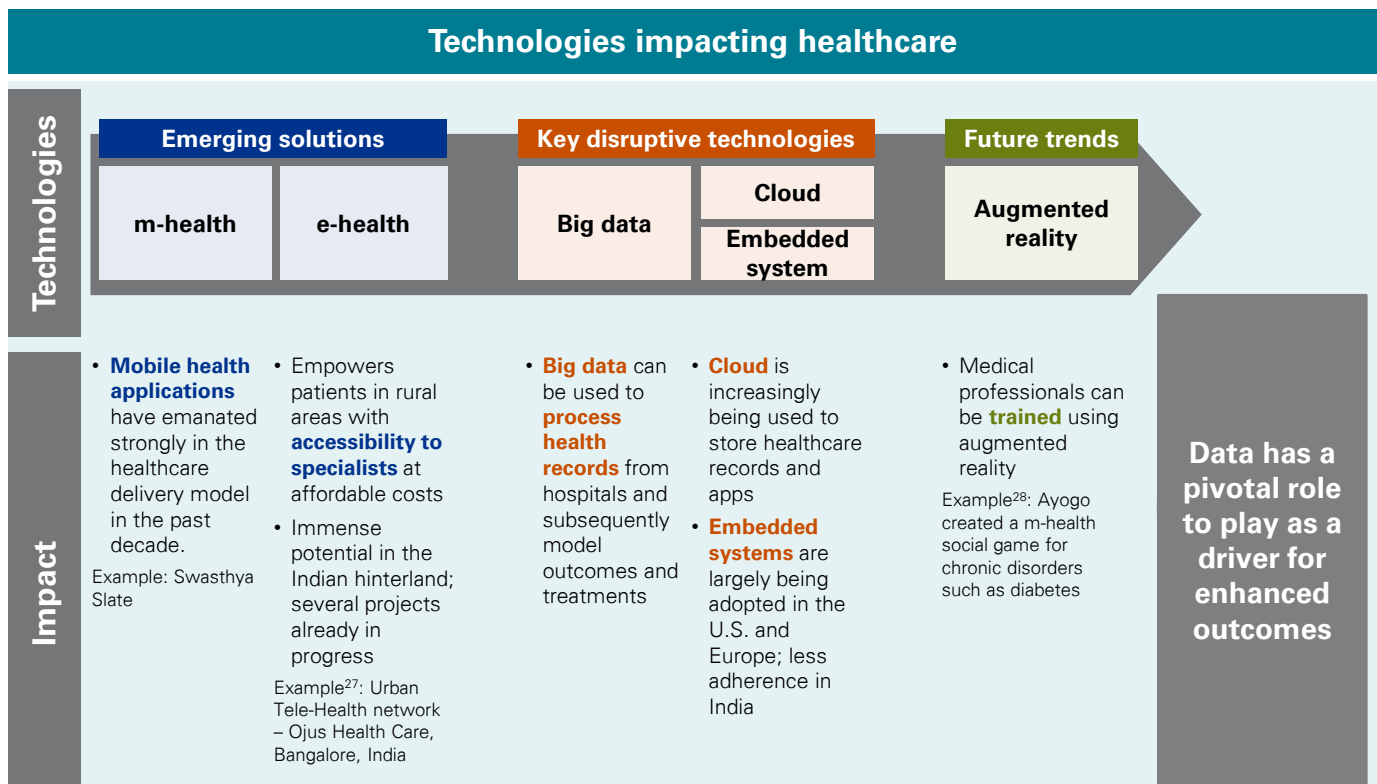 Technologies impacting healthcare
Technologies
Emerging solutions
m-health
e-health
Key disruptive technologies
Big data
Cloud
Embedded
system
Future trends
Augmented
reality
Impact
• Mobile health
applications
have emanated
strongly in the
healthcare
delivery model
in the past
decade.
Example: Swasthya
Slate
• Empowers
patients in rural
areas with
accessibility to
specialists at
affordable costs
• Immense
potential in the
Indian hinterland;
several projects
already in
progress
Example²⁷: Urban
Tele-Health network
– Ojus Health Care,
Bangalore, India
• Big data can
be used to
process
health
records from
hospitals and
subsequently
model
outcomes and
treatments
• Cloud is
increasingly
being used to
store healthcare
records and
apps
• Embedded
systems are
largely being
adopted in the
U.S. and
Europe; less
adherence in
India
• Medical
professionals can
be trained using
augmented
reality
Example²⁸: Ayogo
created a m-health
social game for
chronic disorders
such as diabetes
Data has a
pivotal role
to play as a
driver for
enhanced
outcomes